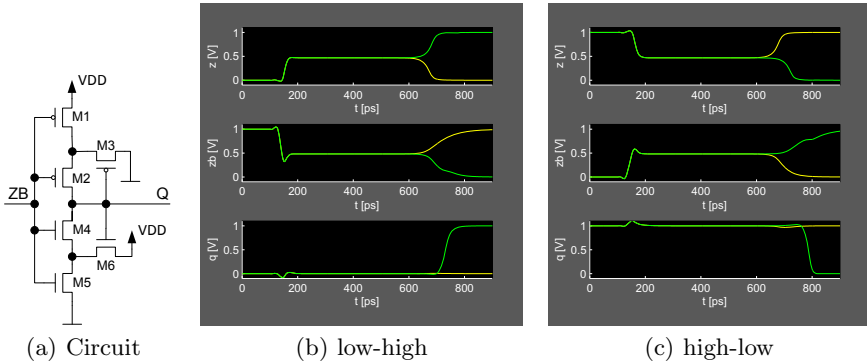 VDD
M1
M3
M2
ZB
Q
M4
VDD
M6
M5
(a) Circuit
1
0.5
0
z [V]
0 200 400 600 800
t [ps]
1
0.5
0
zb [V]
0 200 400 600 800
t [ps]
1
0.5
0
q [V]
0 200 400 600 800
t [ps]
(b) low-high
1
0.5
0
z [V]
0 200 400 600 800
t [ps]
1
0.5
0
zb [V]
0 200 400 600 800
t [ps]
1
0.5
0
q [V]
0 200 400 600 800
t [ps]
(c) high-low